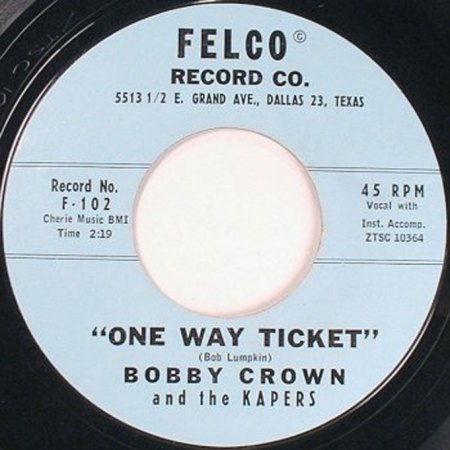 FELCO©
RECORD CO.
5513 1/2 E. GRAND AVE., DALLAS 23, TEXAS
Record No.
F-102
Cherie Music BMI
Time 2:19
45 RPM
Vocal with
Inst. Accomp.
ZTSC 10364
"ONE WAY TICKET"
(Bob Lumpkin)
BOBBY CROWN
and the KAPERS